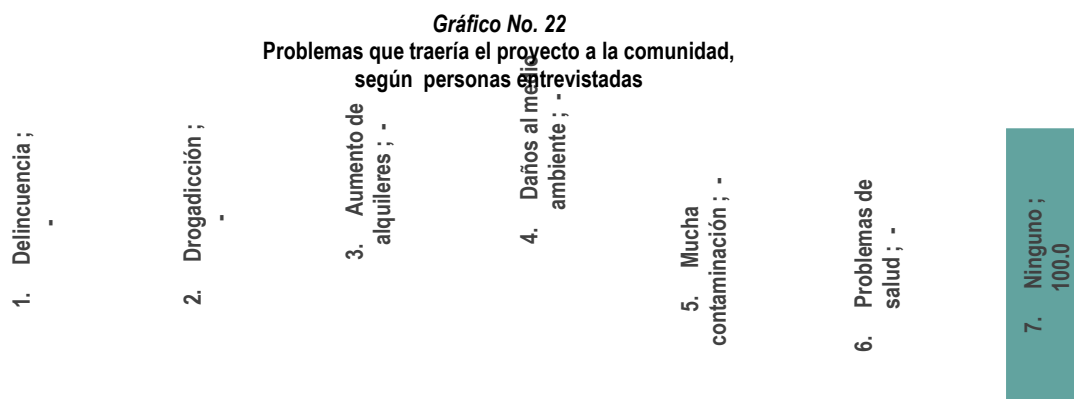 Gráfico No. 22
Problemas que traería el proyecto a la comunidad,
según  personas entrevistadas
1.   Delincuencia ;
-
2.   Drogadicción ;
-
3.   Aumento de
alquileres ;  -
4.   Daños al medio
ambiente ;  -
5.   Mucha
contaminación ;  -
6.   Problemas de
salud ;  -
7.   Ninguno ;
100.0